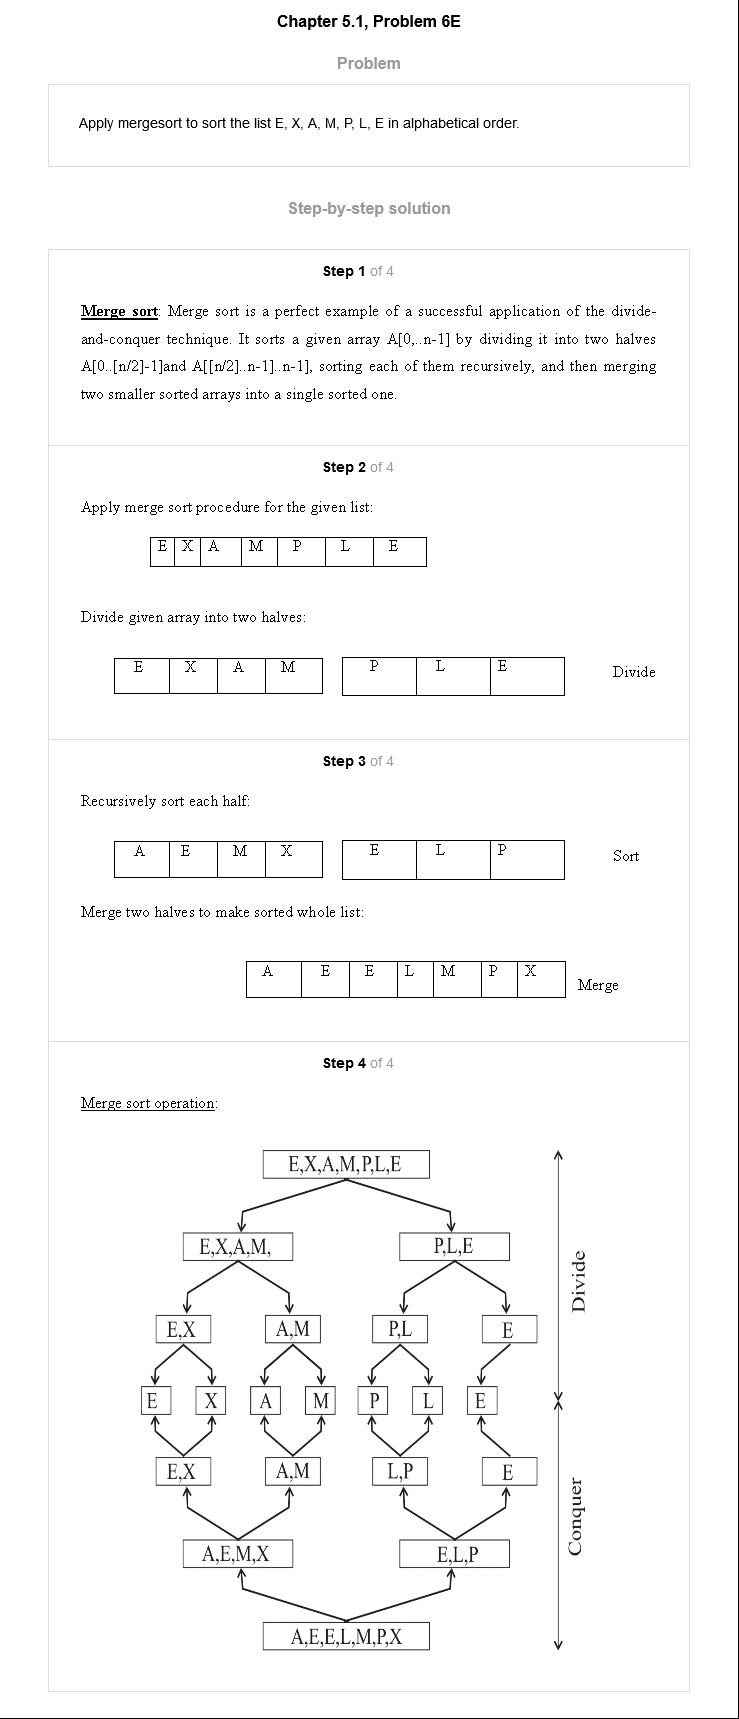 Chapter 5.1, Problem 6E
Problem
Apply mergesort to sort the list E, X, A, M, P, L, E in alphabetical order.
Step-by-step solution
Step 1 of 4
Merge sort: Merge sort is a perfect example of a successful application of the divide-
and-conquer technique. It sorts a given array A[0,..n-1] by dividing it into two halves
A[0..[n/2]-1]and A[[n/2]..n-1]..n-1], sorting each of them recursively, and then merging
two smaller sorted arrays into a single sorted one.
Step 2 of 4
Apply merge sort procedure for the given list:
E X A M P L E
Divide given array into two halves:
E X A M P L E Divide
Step 3 of 4
Recursively sort each half:
A E M X E L P Sort
Merge two halves to make sorted whole list:
A E E L M P X Merge
Step 4 of 4
Merge sort operation:
E,X,A,M,P,L,E
E,X,A,M, P,L,E
Divide
E,X A,M P,L E
E X A M P L E
E,X A,M L,P E
Conquer
A,E,M,X E,L,P
A,E,E,L,M,P,X